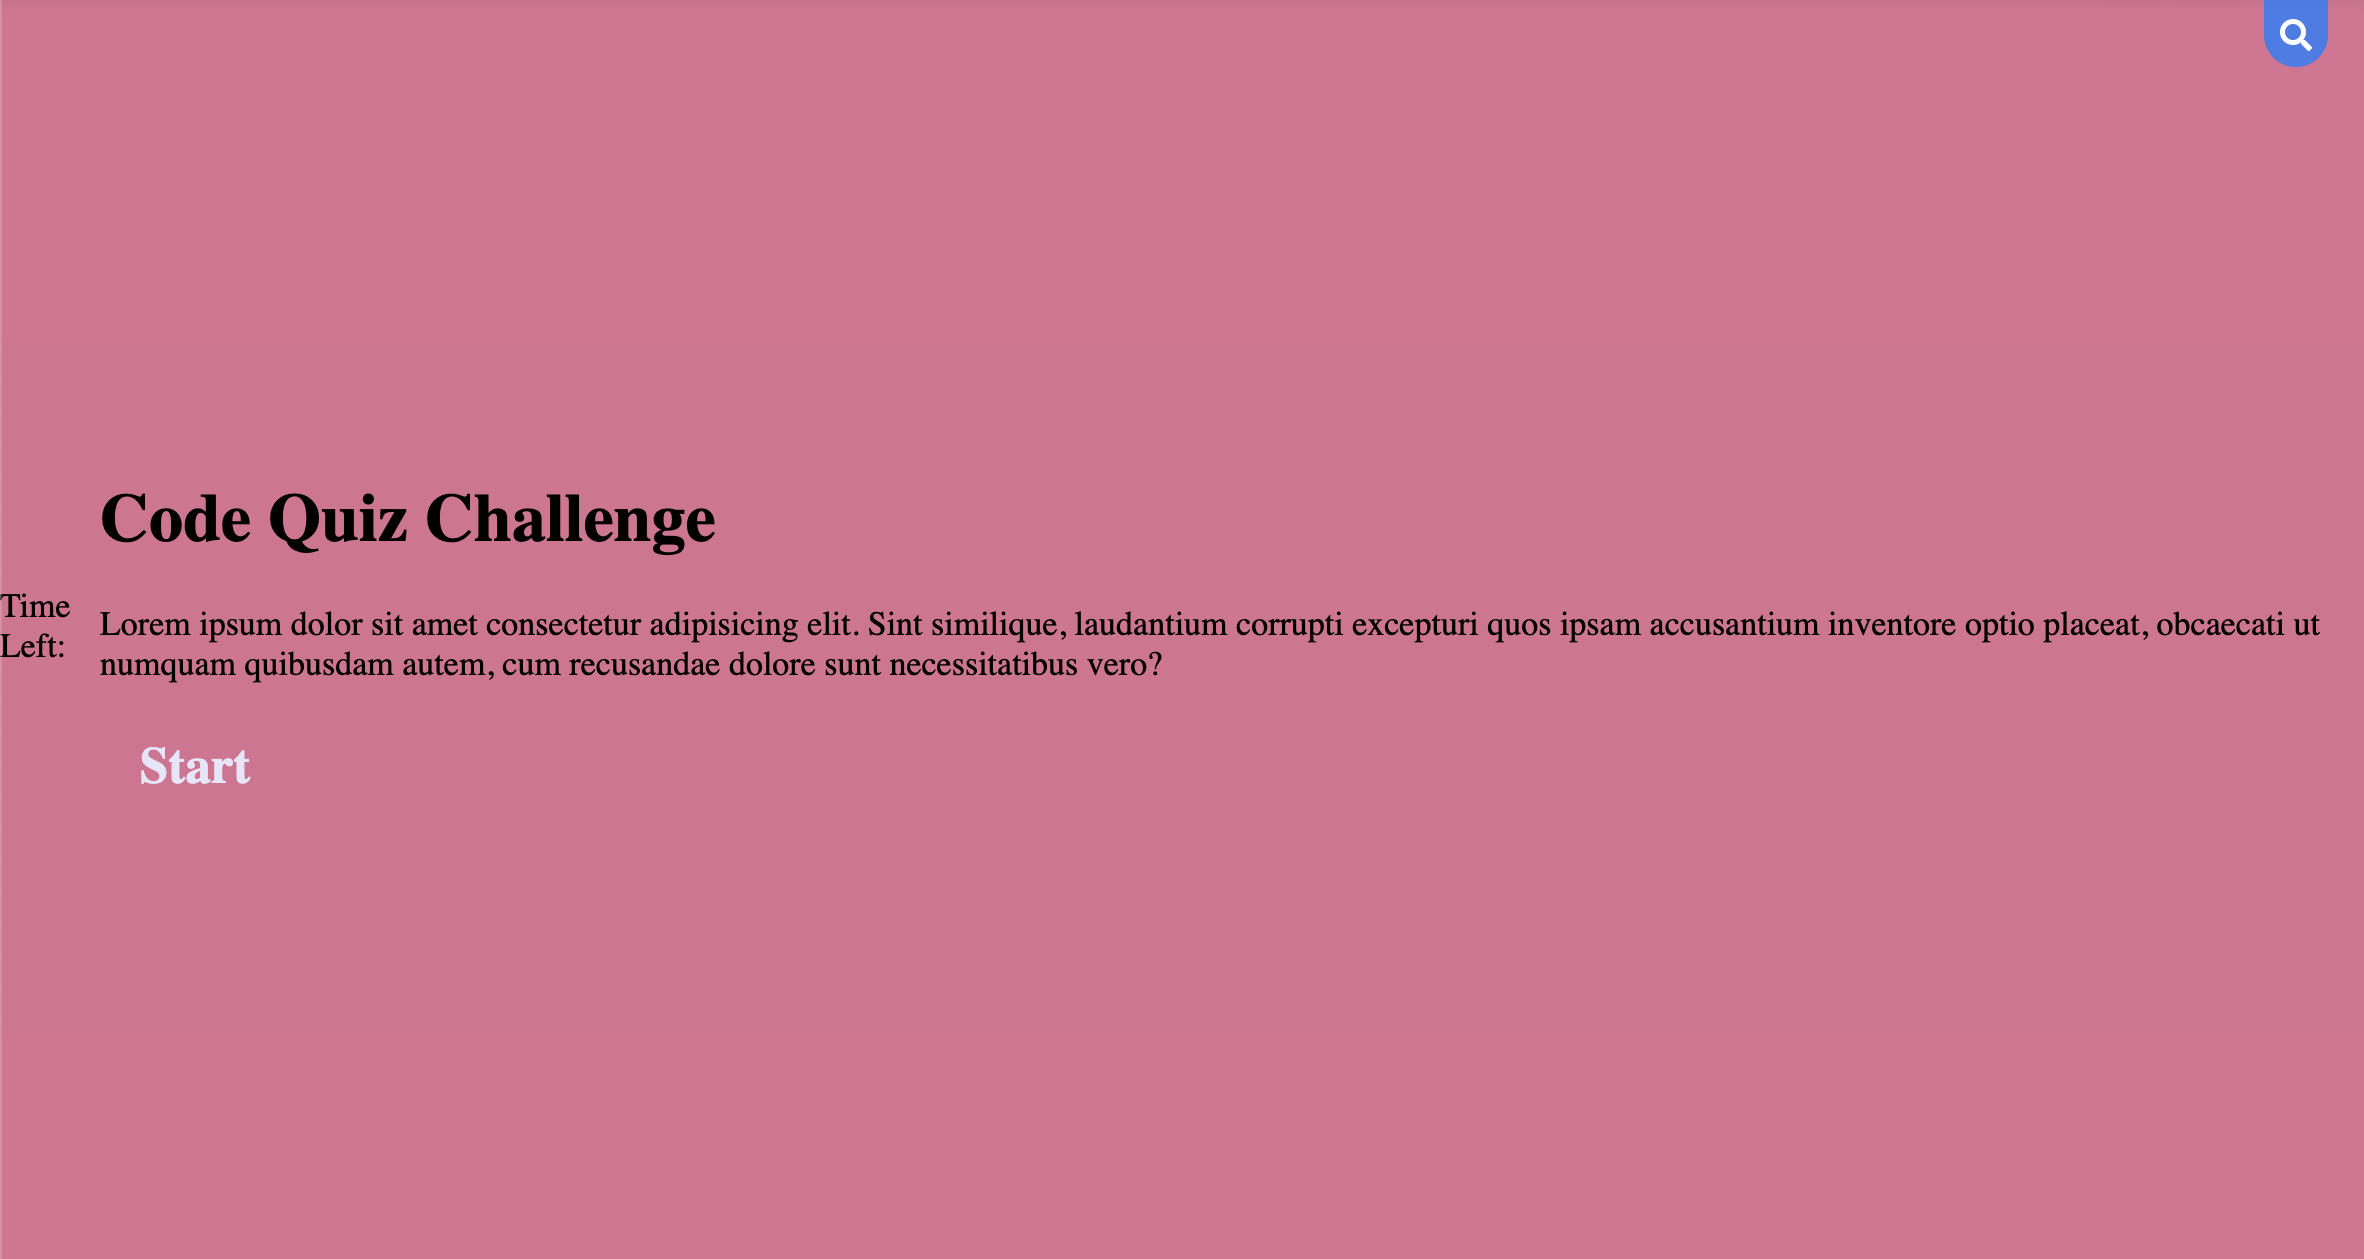 Code Quiz Challenge
Time
Left:
Lorem ipsum dolor sit amet consectetur adipisicing elit. Sint similique, laudantium corrupti excepturi quos ipsam accusantium inventore optio placeat, obcaecati ut
numquam quibusdam autem, cum recusandae dolore sunt necessitatibus vero?
Start